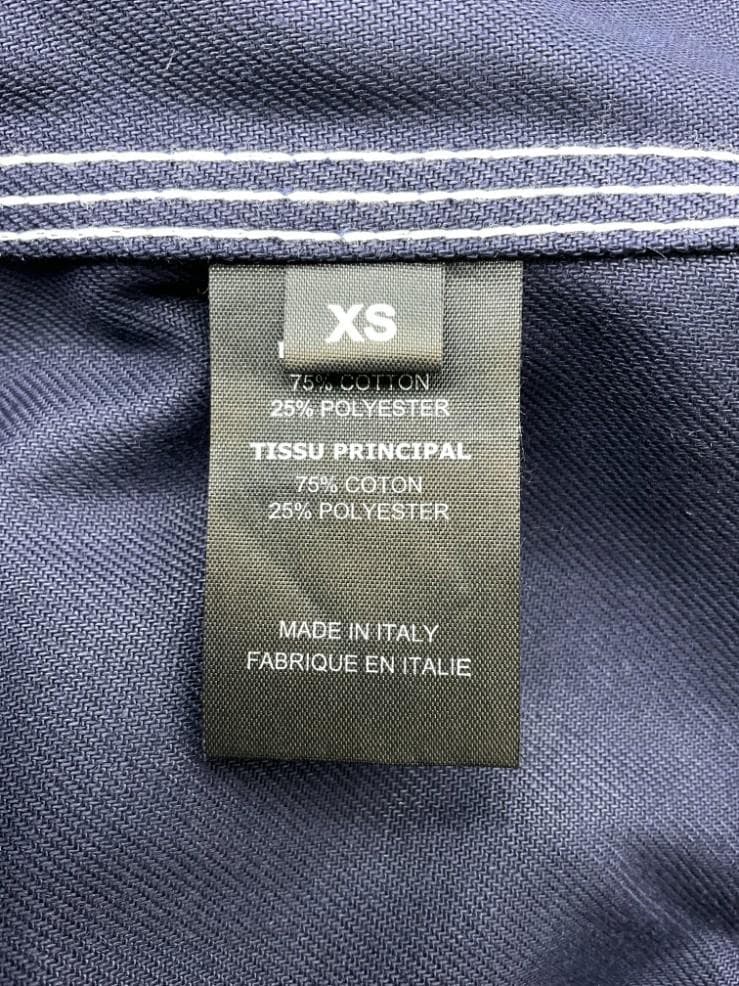 XS
75% COTTON
25% POLYESTER
TISSU PRINCIPAL
75% COTON
25% POLYESTER
MADE IN ITALY
FABRIQUE EN ITALIE